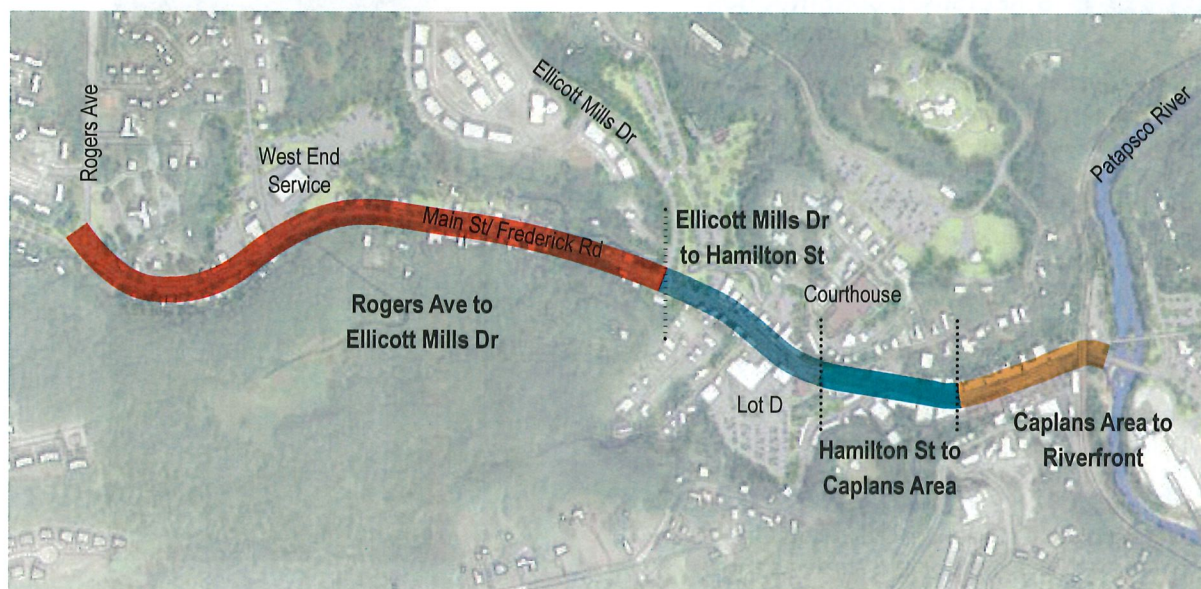 Rogers Ave
West End
Service
Ellicott Mills Dr
Main St/ Frederick Rd
Rogers Ave to
Ellicott Mills Dr
Ellicott Mills Dr
to Hamilton St
Courthouse
Lot D
Hamilton St to
Caplans Area
Caplans Area to
Riverfront
Patapsco River